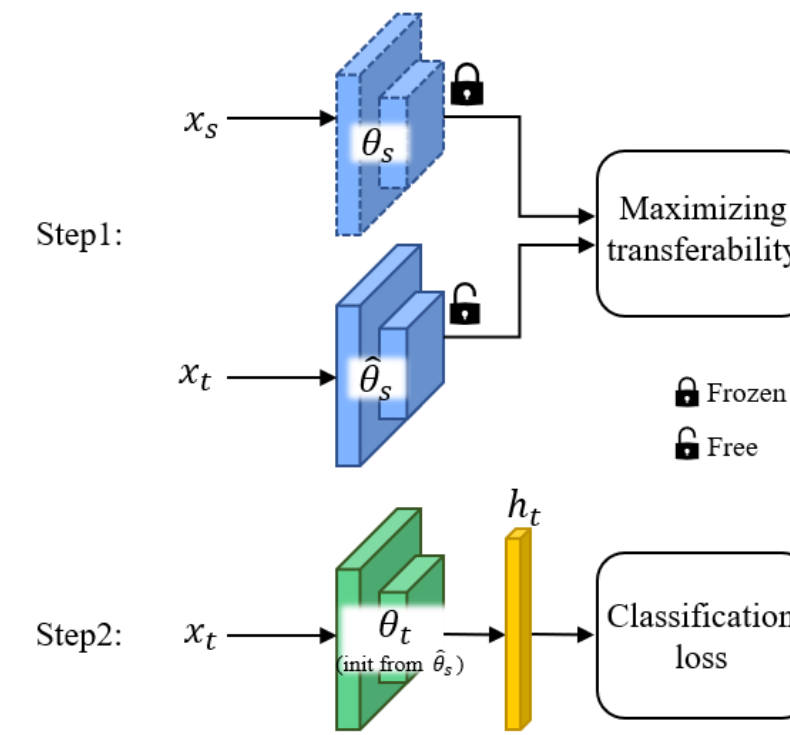 x_s
θ_s
Step1:
Maximizing
transferability
x_t
θ̂_s
Frozen
Free
h_t
Step2:
x_t
θ_t
(init from θ̂_s)
Classification
loss